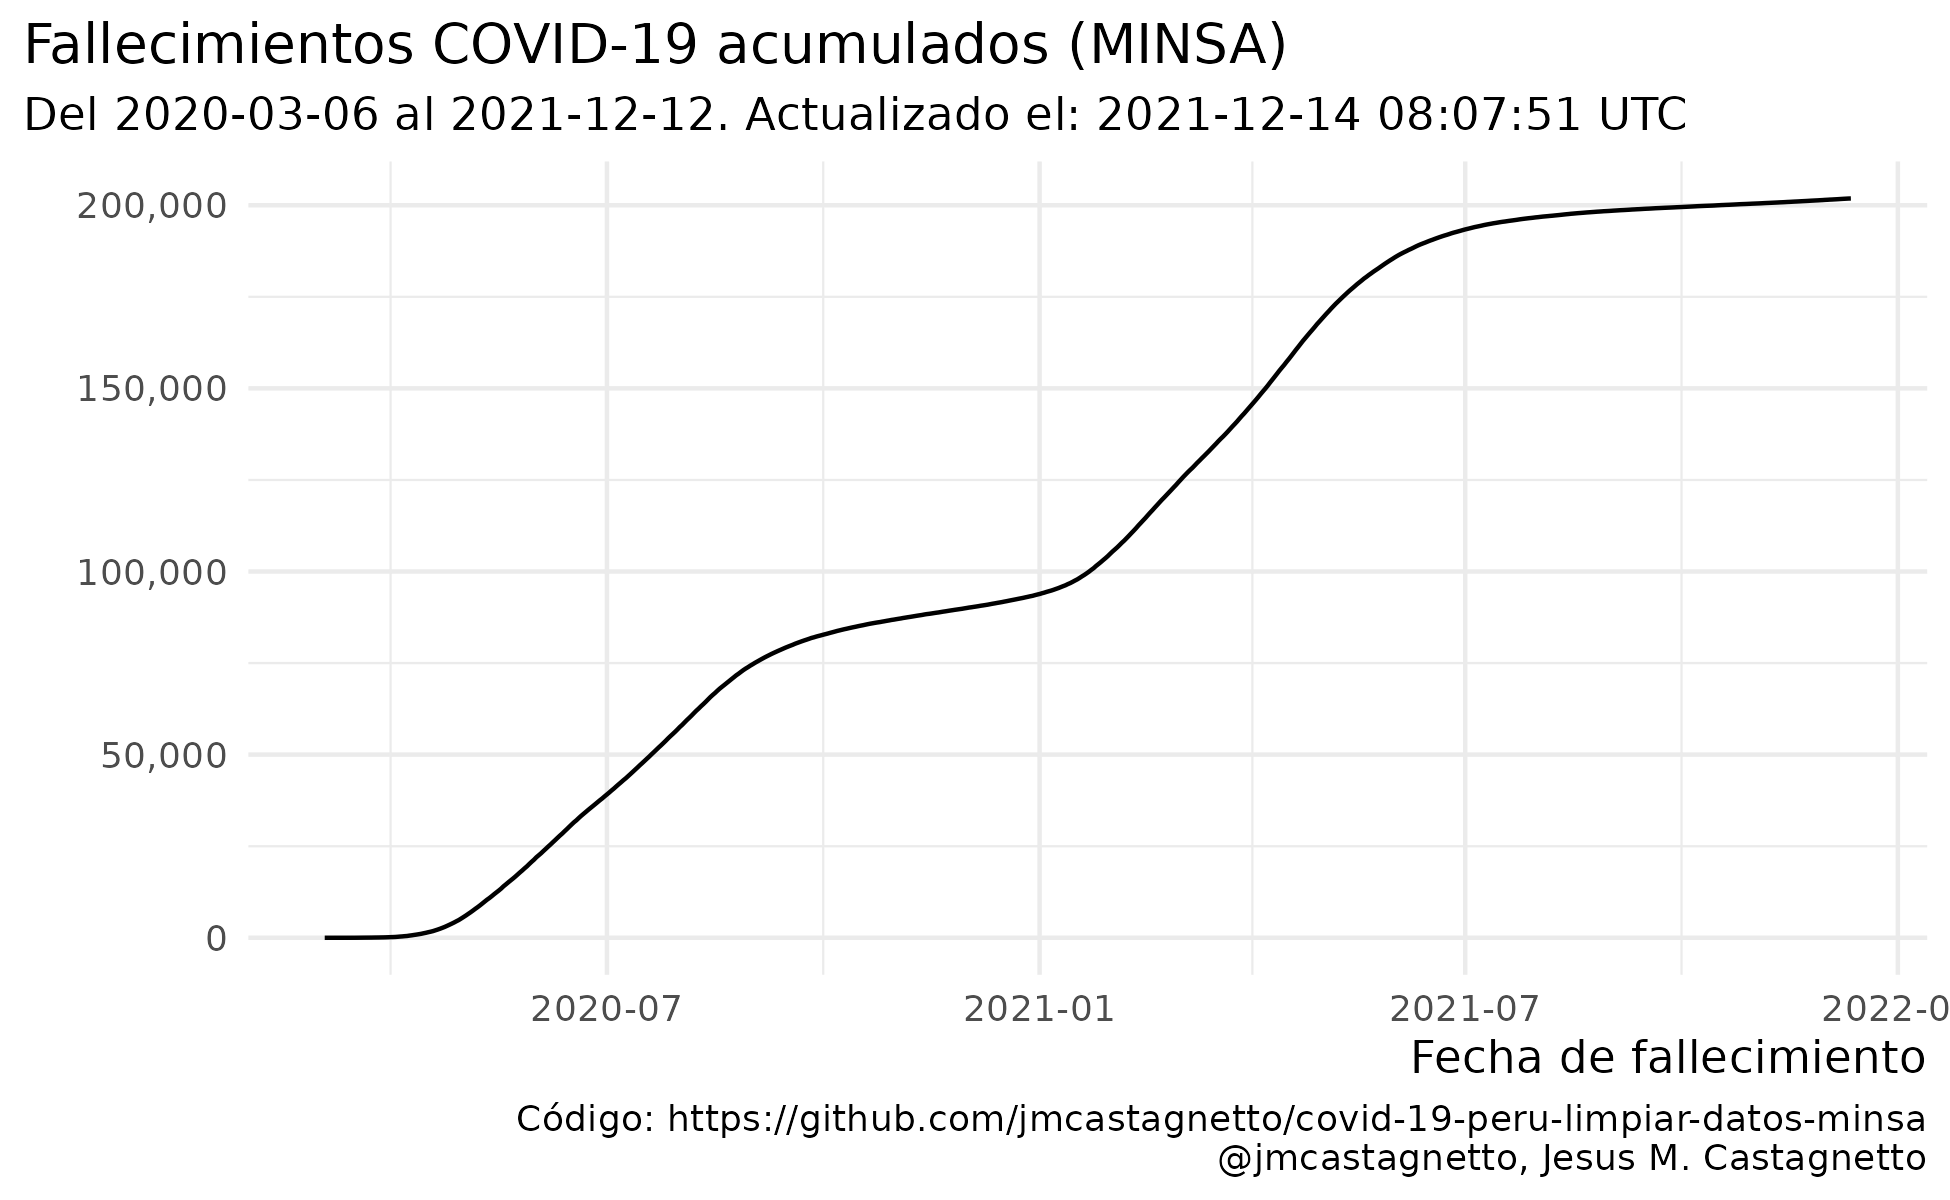 Fallecimientos COVID-19 acumulados (MINSA)
Del 2020-03-06 al 2021-12-12. Actualizado el: 2021-12-14 08:07:51 UTC
200,000
150,000
100,000
50,000
0
2020-07
2021-01
2021-07
2022-0
Fecha de fallecimiento
Código: https://github.com/jmcastagnetto/covid-19-peru-limpiar-datos-minsa
@jmcastagnetto, Jesus M. Castagnetto